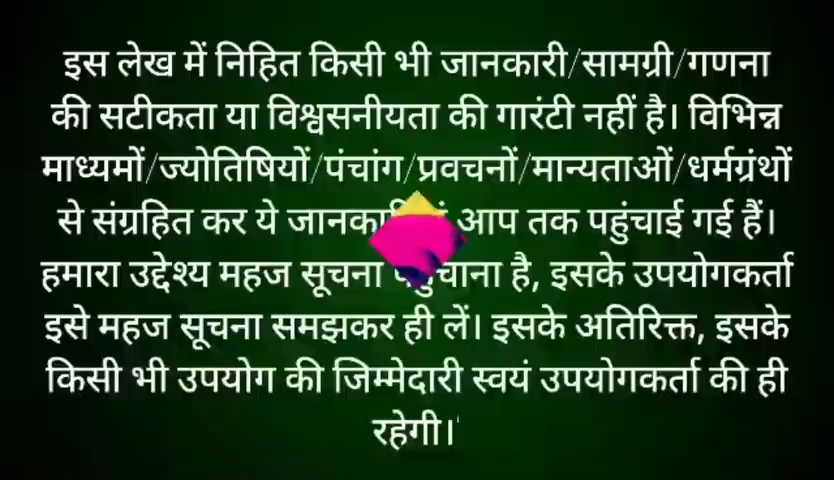 इस लेख में निहित किसी भी जानकारी/सामग्री/गणना
की सटीकता या विश्वसनीयता की गारंटी नहीं है। विभिन्न
माध्यमों/ज्योतिषियों/पंचांग/प्रवचनों/मान्यताओं/धर्मग्रंथों
से संग्रहित कर ये आप तक पहुंचाई गई हैं।
हमारा उद्देश्य महज सूचना है, इसके उपयोगकर्ता
इसे महज सूचना समझकर ही लें। इसके अतिरिक्त, इसके
किसी भी उपयोग की जिम्मेदारी स्वयं उपयोगकर्ता की ही
रहेगी।'